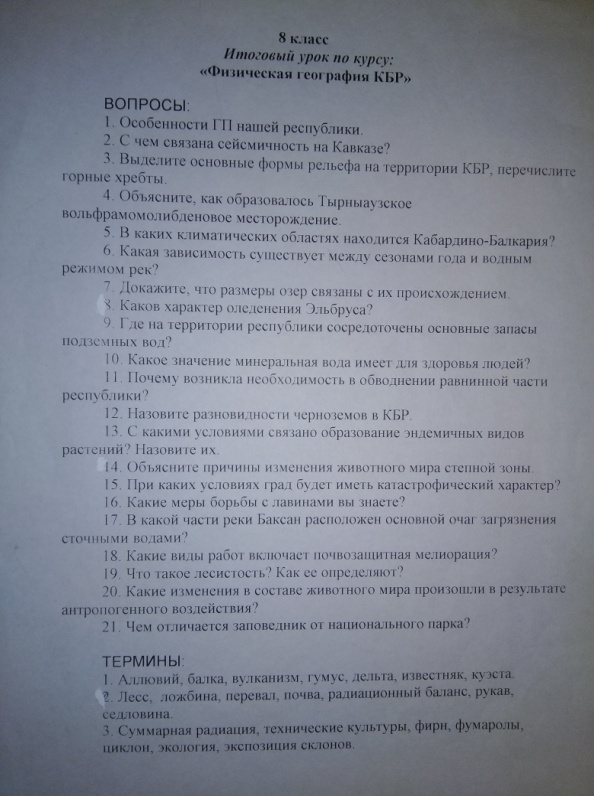 8 класс
Итоговый урок по курсу:
«Физическая география КБР»
ВОПРОСЫ:
1. Особенности ГП нашей республики.
2. С чем связана сейсмичность на Кавказе?
3. Выделите основные формы рельефа на территории КБР, перечислите
горные хребты.
4. Объясните, как образовалось Тырныаузское
вольфрамомолибденовое месторождение.
5. В каких климатических областях находится Кабардино-Балкария?
6. Какая зависимость существует между сезонами года и водным
режимом рек?
7. Докажите, что размеры озер связаны с их происхождением.
8. Каков характер оледенения Эльбруса?
9. Где на территории республики сосредоточены основные запасы
подземных вод?
10. Какое значение минеральная вода имеет для здоровья людей?
11. Почему возникла необходимость в обводнении равнинной части
республики?
12. Назовите разновидности черноземов в КБР.
13. С какими условиями связано образование эндемичных видов
растений? Назовите их.
14. Объясните причины изменения животного мира степной зоны.
15. При каких условиях град будет иметь катастрофический характер?
16. Какие меры борьбы с лавинами вы знаете?
17. В какой части реки Баксан расположен основной очаг загрязнения
сточными водами?
18. Какие виды работ включает почвозащитная мелиорация?
19. Что такое лесистость? Как ее определяют?
20. Какие изменения в составе животного мира произошли в результате
антропогенного воздействия?
21. Чем отличается заповедник от национального парка?
ТЕРМИНЫ:
1. Аллювий, балка, вулканизм, гумус, дельта, известняк, куэста.
2. Лесс, ложбина, перевал, почва, радиационный баланс, рукав,
седловина.
3. Суммарная радиация, технические культуры, фирн, фумаролы,
циклон, экология, экспозиция склонов.